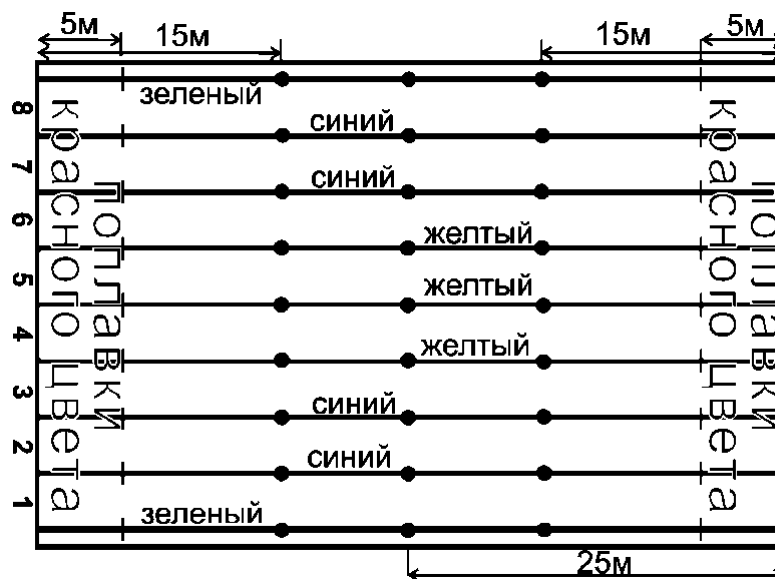 5м
15м
15м
5м
зеленый
синий
синий
желтый
желтый
желтый
синий
синий
зеленый
8
7
6
5
4
3
2
1
поплавки
красного цвета
поплавки
красного цвета
25м